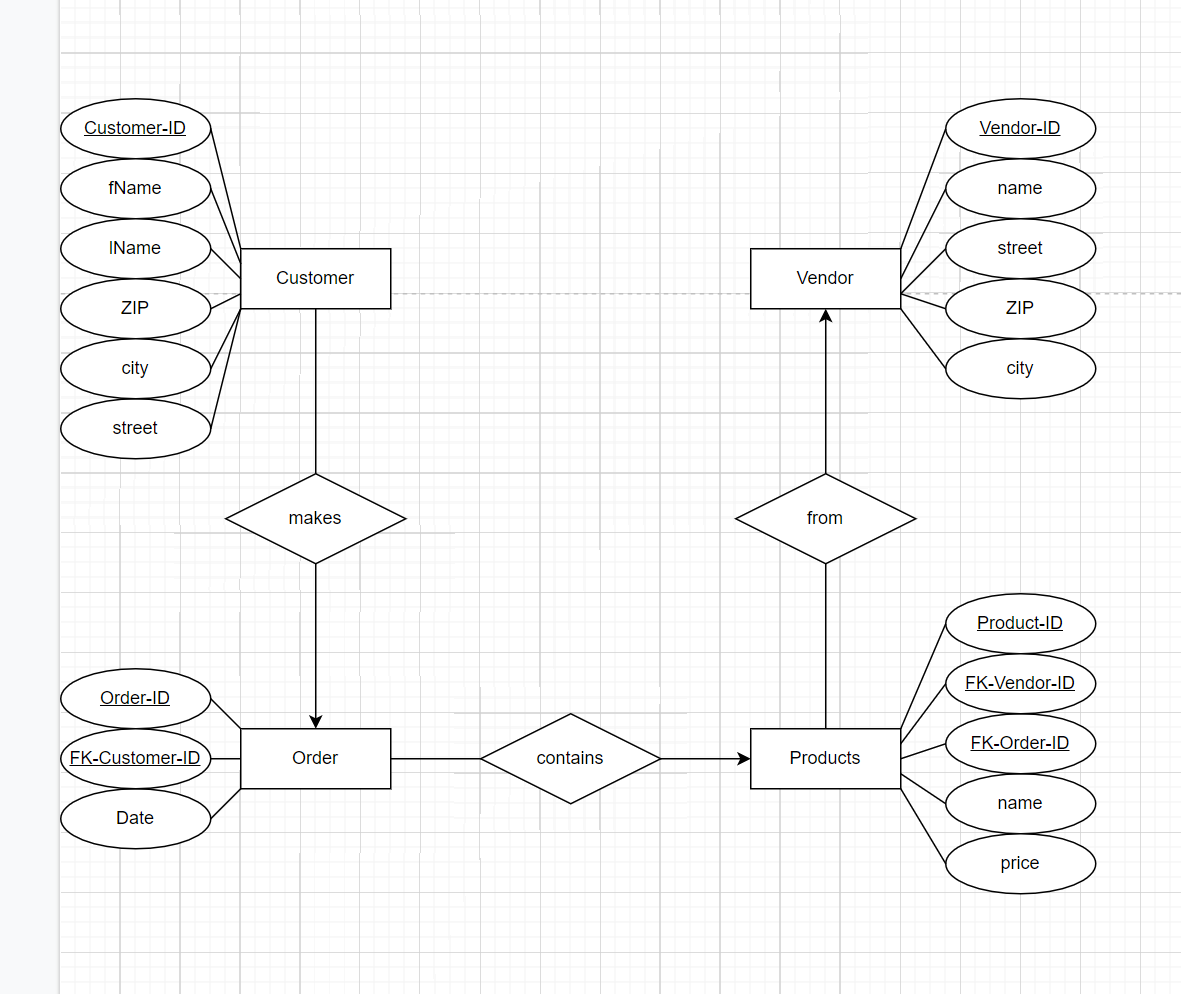 Customer-ID
fName
lName
ZIP
city
street
Customer
Vendor
Vendor-ID
name
street
ZIP
city
makes
from
Order-ID
FK-Customer-ID
Date
Order
contains
Products
Product-ID
FK-Vendor-ID
FK-Order-ID
name
price